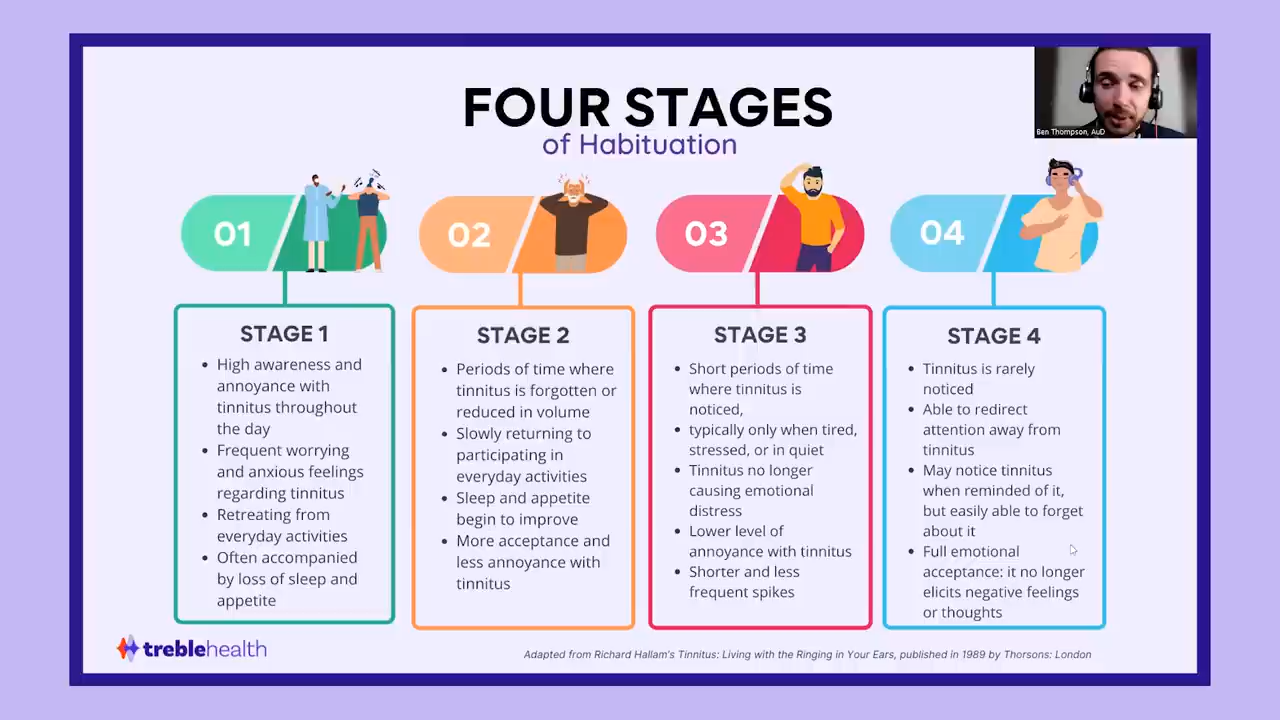 FOUR STAGES
of Habituation
Ben Thompson, AuD
01
02
03
04
STAGE 1
• High awareness and
annoyance with
tinnitus throughout
the day
• Frequent worrying
and anxious feelings
regarding tinnitus
• Retreating from
everyday activities
• Often accompanied
by loss of sleep and
appetite
STAGE 2
• Periods of time where
tinnitus is forgotten or
reduced in volume
• Slowly returning to
participating in
everyday activities
• Sleep and appetite
begin to improve
• More acceptance and
less annoyance with
tinnitus
STAGE 3
• Short periods of time
where tinnitus is
noticed,
• typically only when tired,
stressed, or in quiet
• Tinnitus no longer
causing emotional
distress
• Lower level of
annoyance with tinnitus
• Shorter and less
frequent spikes
STAGE 4
• Tinnitus is rarely
noticed
• Able to redirect
attention away from
tinnitus
• May notice tinnitus
when reminded of it,
but easily able to forget
about it
• Full emotional
acceptance: it no longer
elicits negative feelings
or thoughts
treblehealth
Adapted from Richard Hallam's Tinnitus: Living with the Ringing in Your Ears, published in 1989 by Thorsons: London